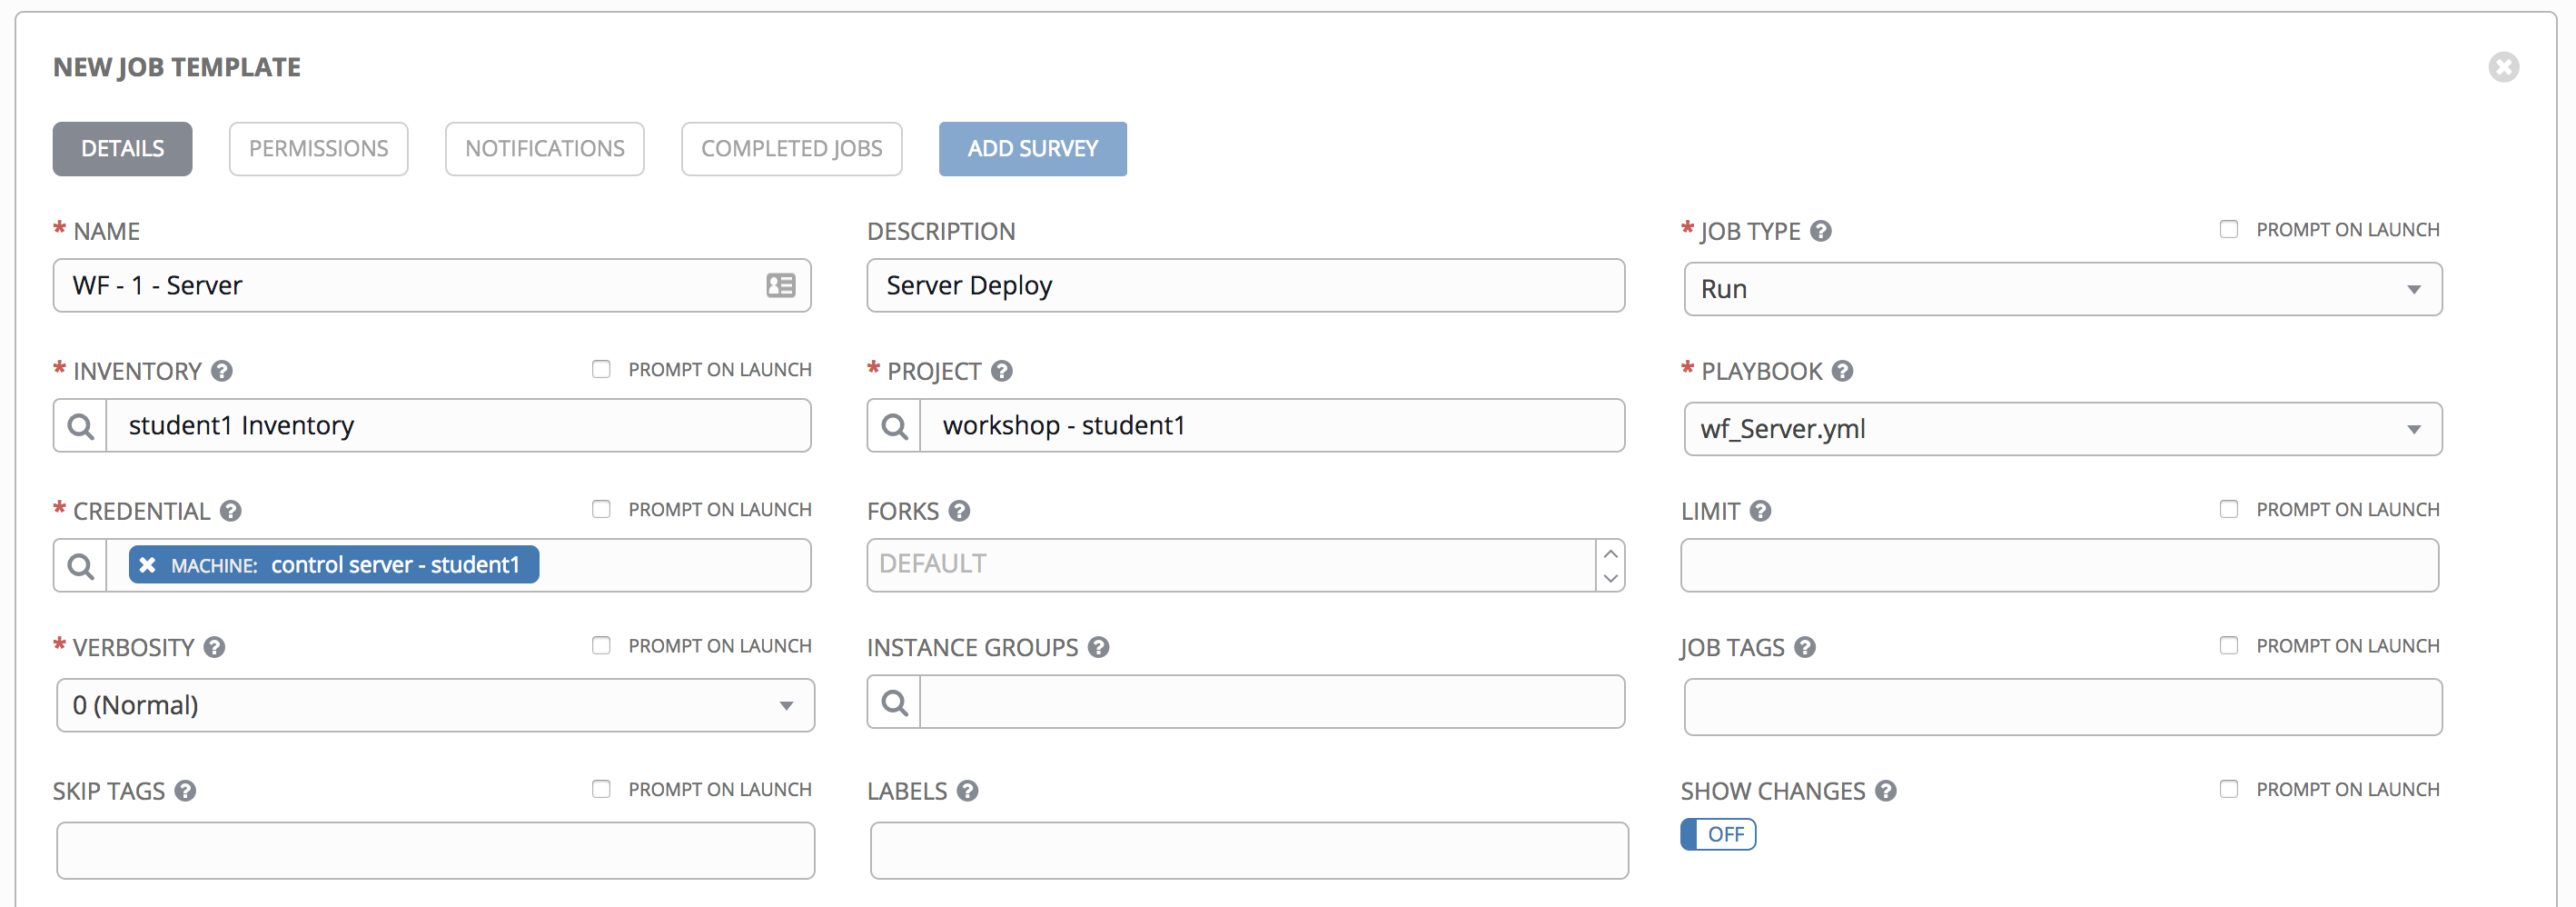 NEW JOB TEMPLATE
DETAILS PERMISSIONS NOTIFICATIONS COMPLETED JOBS ADD SURVEY
* NAME DESCRIPTION * JOB TYPE ? PROMPT ON LAUNCH
WF - 1 - Server Server Deploy Run
* INVENTORY ? PROMPT ON LAUNCH * PROJECT ? * PLAYBOOK ?
student1 Inventory workshop - student1 wf_Server.yml
* CREDENTIAL ? PROMPT ON LAUNCH FORKS ? LIMIT ? PROMPT ON LAUNCH
MACHINE: control server - student1 DEFAULT
* VERBOSITY ? PROMPT ON LAUNCH INSTANCE GROUPS ? JOB TAGS ? PROMPT ON LAUNCH
0 (Normal)
SKIP TAGS ? PROMPT ON LAUNCH LABELS ? SHOW CHANGES ? PROMPT ON LAUNCH
OFF